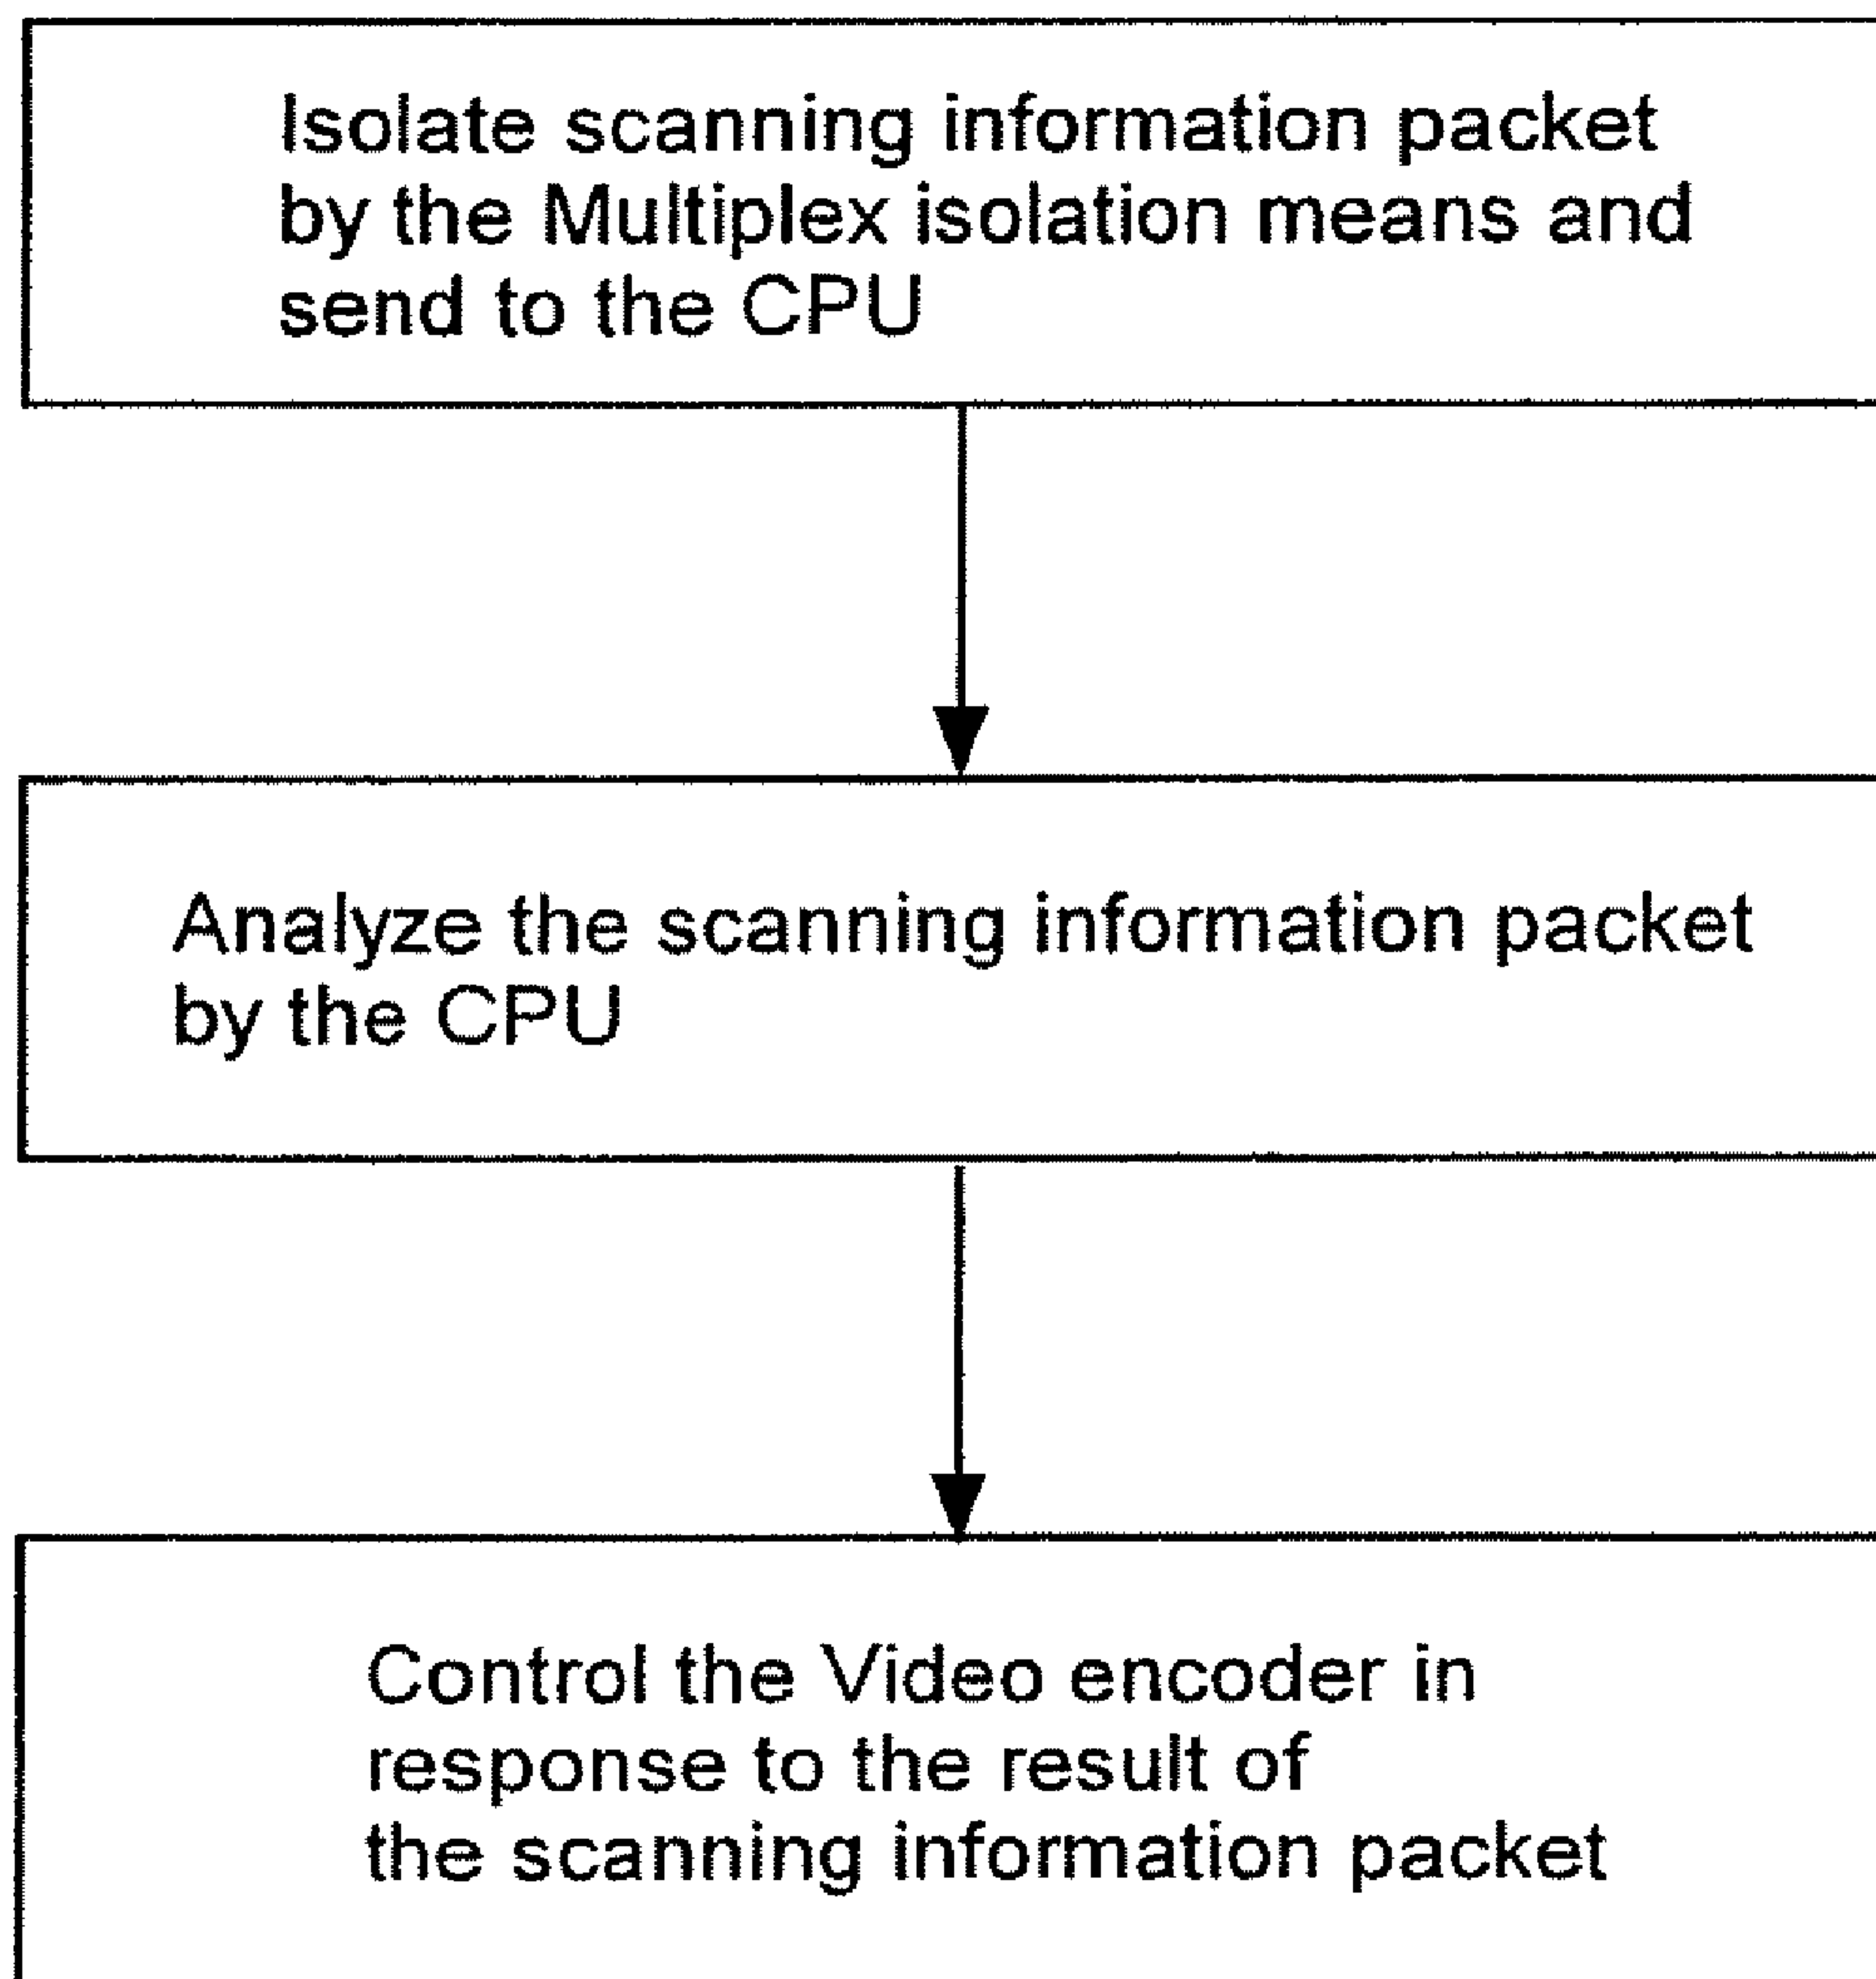 Isolate scanning information packet
by the Multiplex isolation means and
send to the CPU
Analyze the scanning information packet
by the CPU
Control the Video encoder in
response to the result of
the scanning information packet